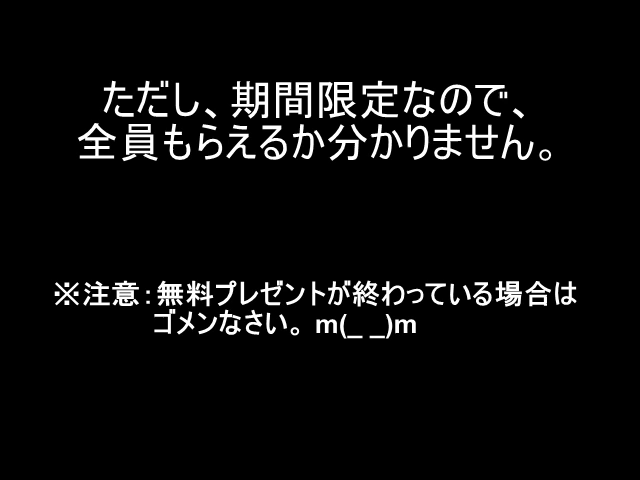 ただし、期間限定なので、
全員もらえるか分かりません。
※注意：無料プレゼントが終わっている場合は
ゴメンなさい。m(_ _)m